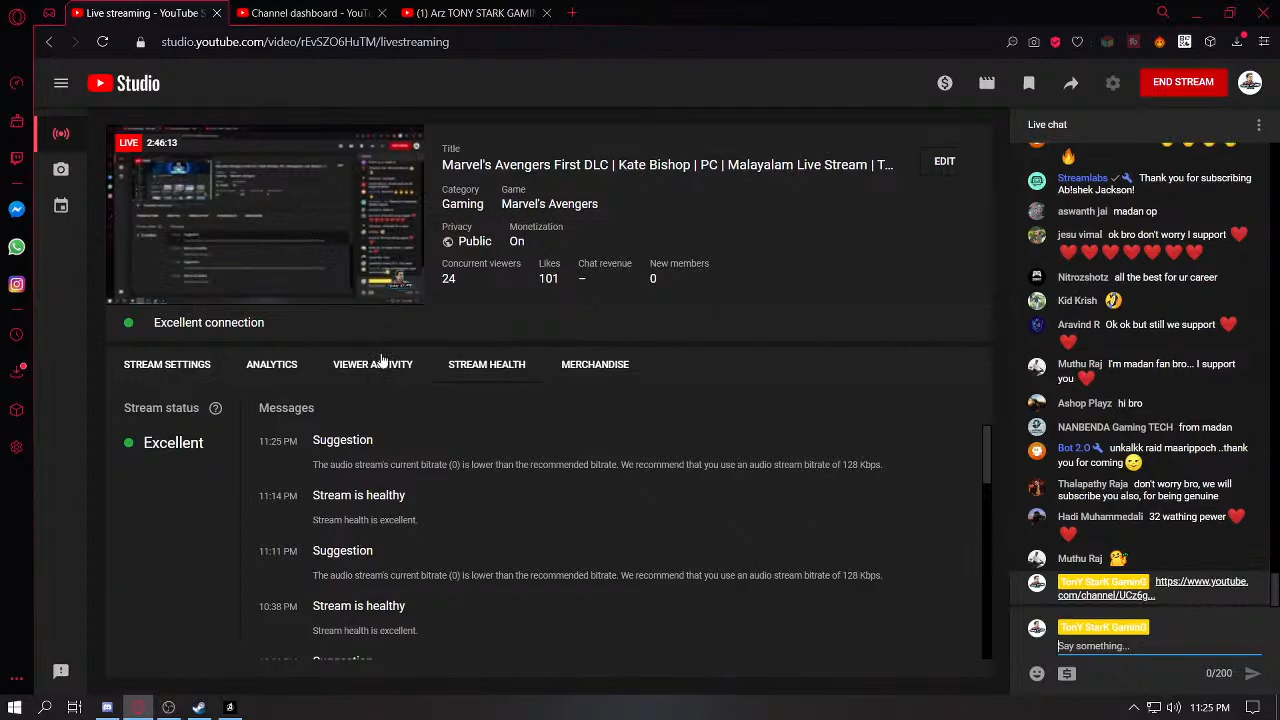 Live streaming - YouTube S
Channel dashboard - YouTube
(1) Arz TONY STARK GAMIN
studio.youtube.com/video/rEvSZO6HuTM/livestreaming
Studio
END STREAM
LIVE 2:46:13
Title
Marvel's Avengers First DLC | Kate Bishop | PC | Malayalam Live Stream | T...
EDIT
Category Game
Gaming Marvel's Avengers
Privacy Monetization
Public On
Concurrent viewers Likes Chat revenue New members
24 101 – 0
Excellent connection
STREAM SETTINGS ANALYTICS VIEWER ACTIVITY STREAM HEALTH MERCHANDISE
Stream status Messages
Excellent
11:25 PM Suggestion
The audio stream's current bitrate (0) is lower than the recommended bitrate. We recommend that you use an audio stream bitrate of 128 Kbps.
11:14 PM Stream is healthy
Stream health is excellent.
11:11 PM Suggestion
The audio stream's current bitrate (0) is lower than the recommended bitrate. We recommend that you use an audio stream bitrate of 128 Kbps.
10:38 PM Stream is healthy
Stream health is excellent.
Live chat
Streamlabs Thank you for subscribing
Abishek Jackson!
aswanth jai madan op
jesu jamal ok bro don't worry I support
Nitroshotz all the best for your career
Kid Krish
Aravind R Ok ok but still we support
Muthu Raj I'm madan fan bro... I support
you
Ashop Playz hi bro
NANBENDA Gaming TECH from madan
Bot 2.0 unkalkk raid maarippoch ..thank
you for coming
Thalapathy Raja don't worry bro, we will
subscribe you also, for being genuine
Hadi Muhammedali 32 wathing pewer
Muthu Raj
TonY StarK GaminG https://www.youtube.
com/channel/UCz6g...
TonY StarK GaminG
Say something...
0/200
11:25 PM